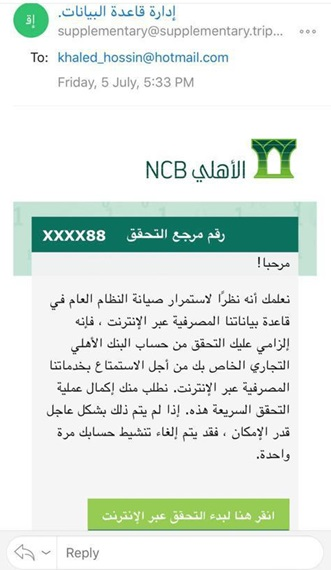 إدارة قاعدة البيانات.
إق
supplementary@supplementary.trip...
To: khaled_hossin@hotmail.com
Friday, 5 July, 5:33 PM
الأهلي NCB
رقم مرجع التحقق XXXX88
مرحبا!
نعلمك أنه نظرًا لاستمرار صيانة النظام العام في
قاعدة بياناتنا المصرفية عبر الإنترنت ، فإنه
إلزامي عليك التحقق من حساب البنك الأهلي
التجاري الخاص بك من أجل الاستمتاع بخدماتنا
المصرفية عبر الإنترنت. نطلب منك إكمال عملية
التحقق السريعة هذه. إذا لم يتم ذلك بشكل عاجل
قدر الإمكان ، فقد يتم إلغاء تنشيط حسابك مرة
واحدة.
انقر هنا لبدء التحقق عبر الإنترنت
Reply